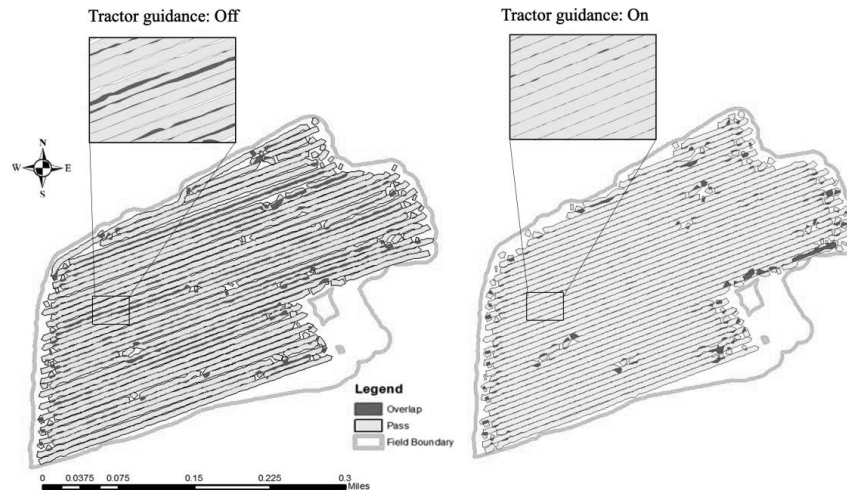 Tractor guidance: Off
Tractor guidance: On
N
W
E
S
Legend
Overlap
Pass
Field Boundary
0 0.0375 0.075 0.15 0.225 0.3
Miles